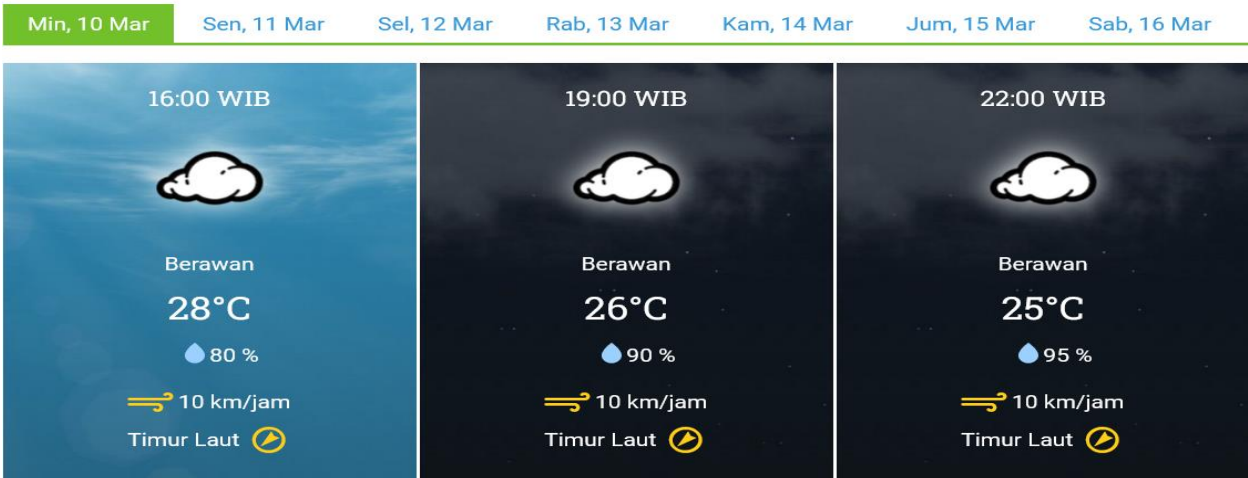 Min, 10 Mar Sen, 11 Mar Sel, 12 Mar Rab, 13 Mar Kam, 14 Mar Jum, 15 Mar Sab, 16 Mar
16:00 WIB
Berawan
28°C
80 %
10 km/jam
Timur Laut
19:00 WIB
Berawan
26°C
90 %
10 km/jam
Timur Laut
22:00 WIB
Berawan
25°C
95 %
10 km/jam
Timur Laut